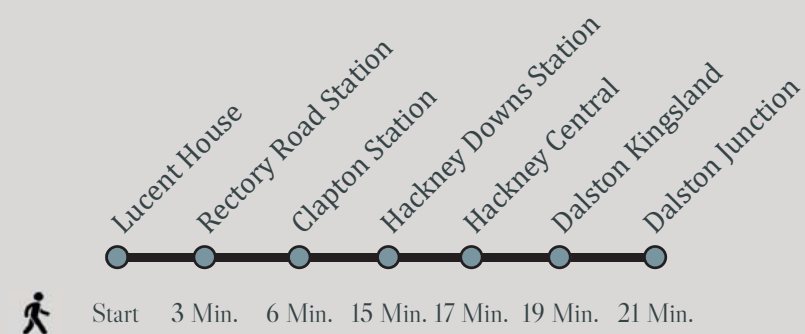 Lucent House
Rectory Road Station
Clapton Station
Hackney Downs Station
Hackney Central
Dalston Kingsland
Dalston Junction
Start 3 Min. 6 Min. 15 Min. 17 Min. 19 Min. 21 Min.